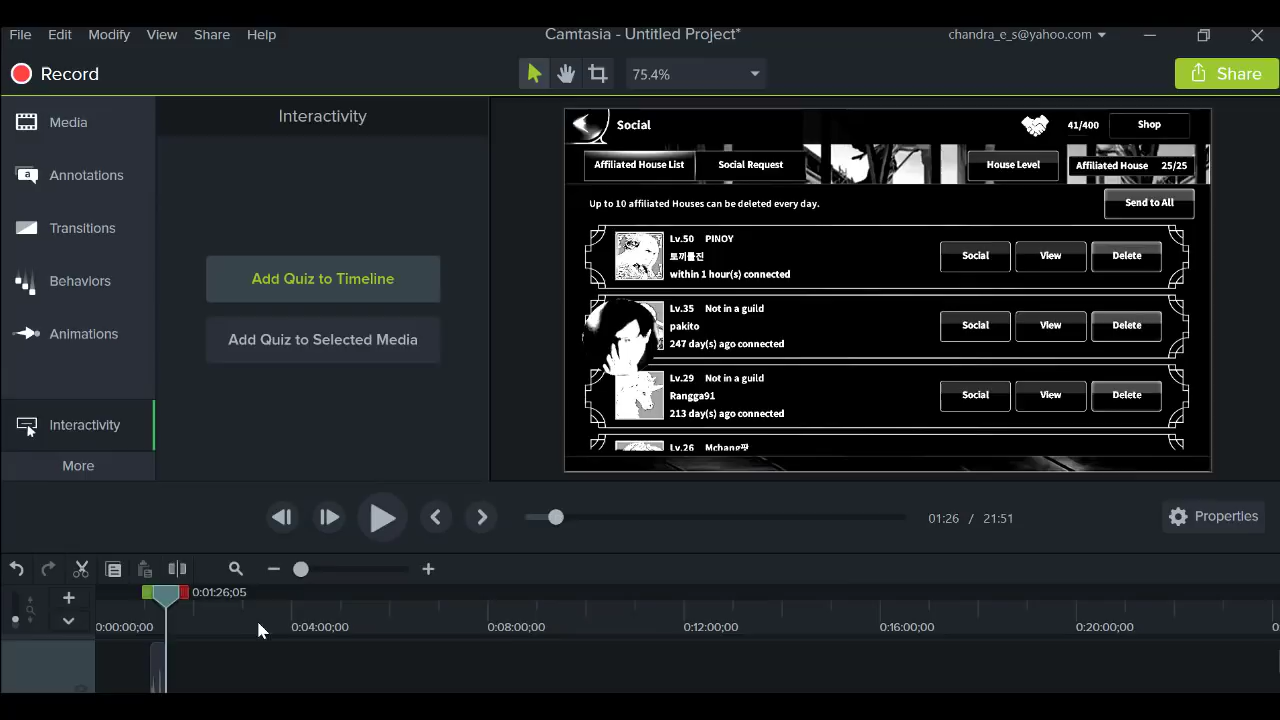 File Edit Modify View Share Help
Camtasia - Untitled Project*
chandra_e_s@yahoo.com
Record
75.4%
Share
Media
Annotations
Transitions
Behaviors
Animations
Interactivity
More
Interactivity
Add Quiz to Timeline
Add Quiz to Selected Media
Social
41/400
Shop
Affiliated House List
Social Request
House Level
Affiliated House 25/25
Up to 10 affiliated Houses can be deleted every day.
Send to All
Lv.50 PINOY
토끼풀진
within 1 hour(s) connected
Social View Delete
Lv.35 Not in a guild
pakito
247 day(s) ago connected
Social View Delete
Lv.29 Not in a guild
Rangga91
213 day(s) ago connected
Social View Delete
Lv.26
01:26 / 21:51
Properties
0:01:26;05
0:00:00;00 0:04:00;00 0:08:00;00 0:12:00;00 0:16:00;00 0:20:00;00